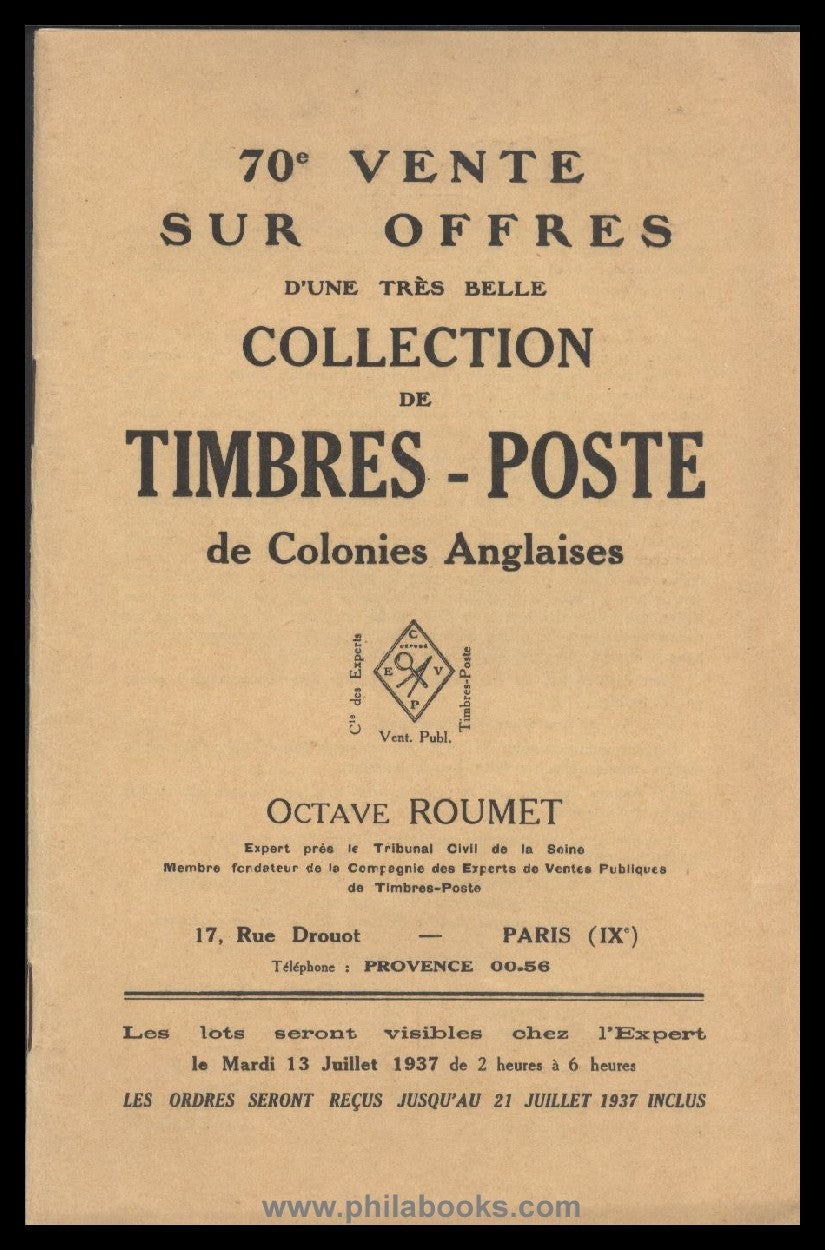 70e VENTE
SUR OFFRES
D'UNE TRÈS BELLE
COLLECTION
DE
TIMBRES - POSTE
de Colonies Anglaises
Cie des Experts
C
E V
P
Timbres-Poste
Vent. Publ.
OCTAVE ROUMET
Expert près le Tribunal Civil de la Seine
Membre fondateur de la Compagnie des Experts de Ventes Publiques
de Timbres-Poste
17, Rue Drouot — PARIS (IXe)
Téléphone : PROVENCE 00.56
Les lots seront visibles chez l'Expert
le Mardi 13 Juillet 1937 de 2 heures à 6 heures
LES ORDRES SERONT REÇUS JUSQU'AU 21 JUILLET 1937 INCLUS
www.philabooks.com